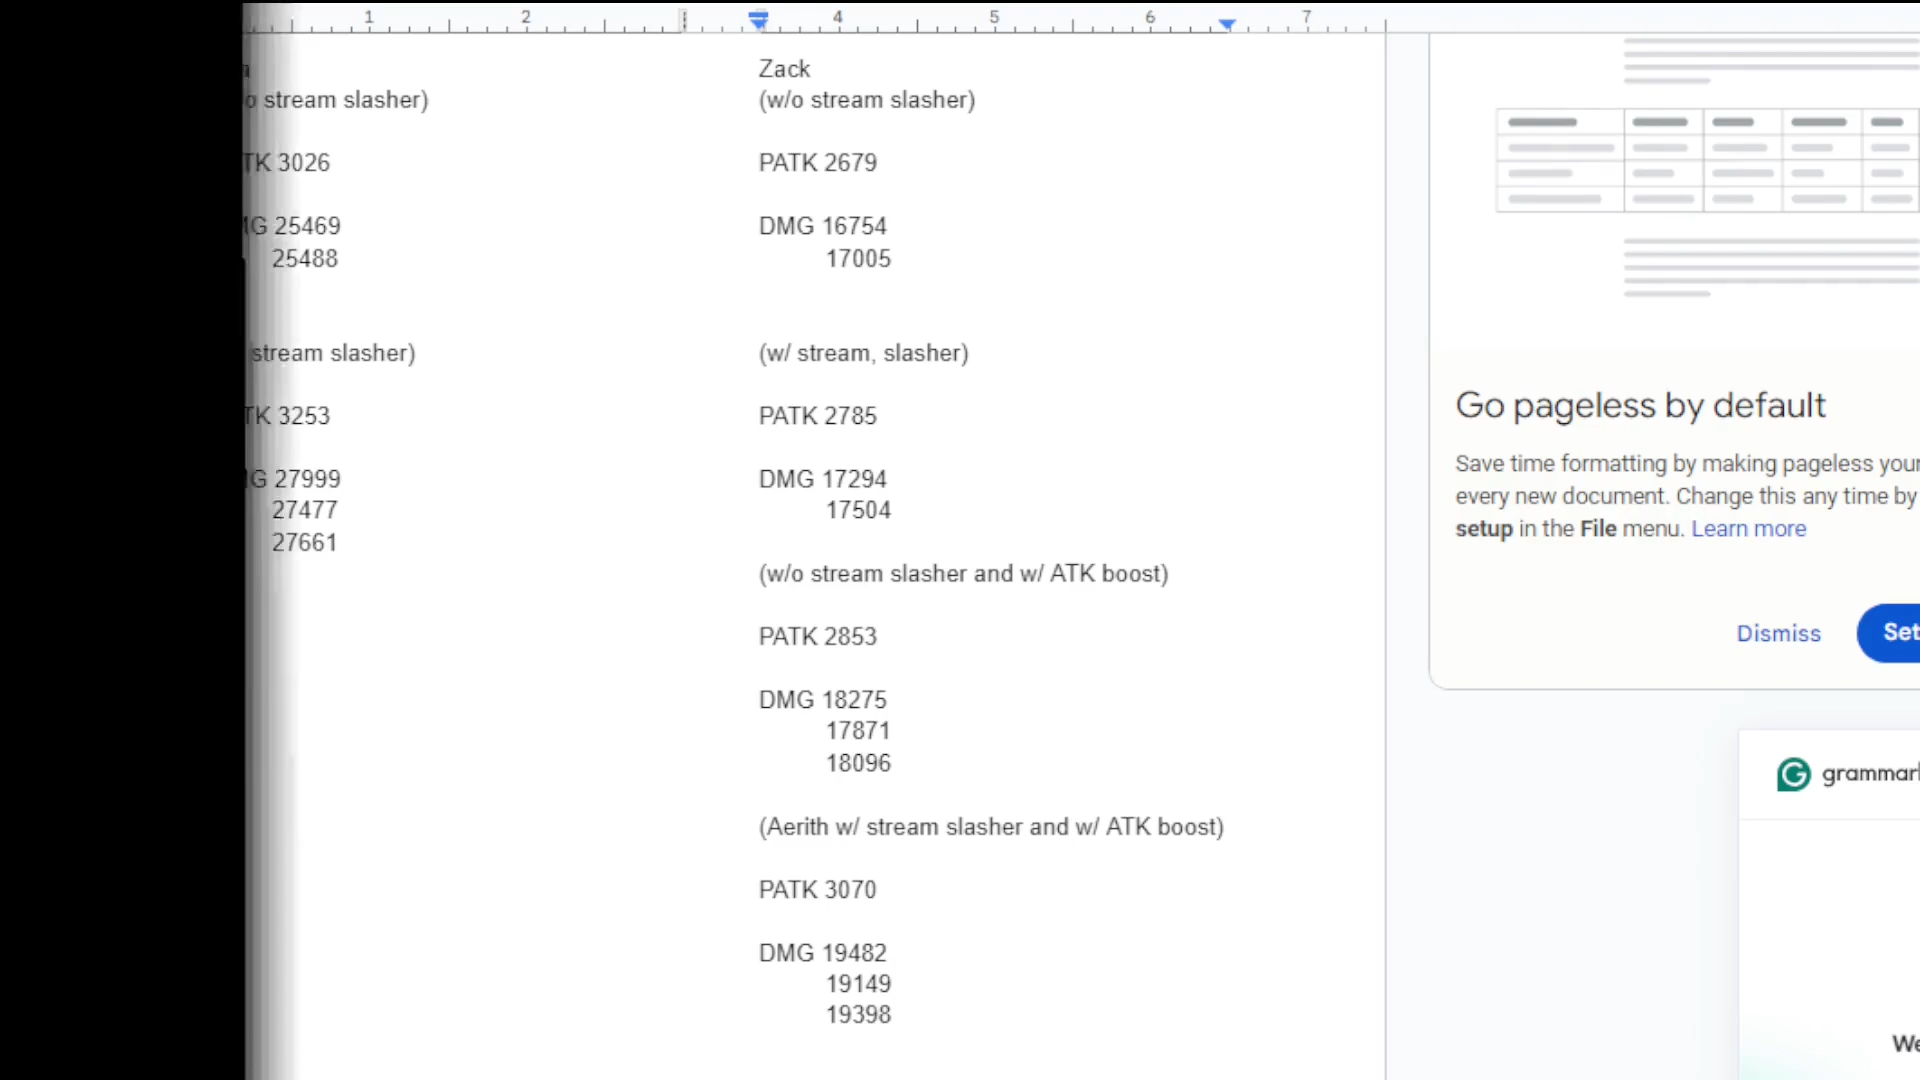 1 2 4 5 6 7
stream slasher)
TK 3026
G 25469
25488
stream slasher)
TK 3253
G 27999
27477
27661
Zack
(w/o stream slasher)
PATK 2679
DMG 16754
17005
(w/ stream, slasher)
PATK 2785
DMG 17294
17504
(w/o stream slasher and w/ ATK boost)
PATK 2853
DMG 18275
17871
18096
(Aerith w/ stream slasher and w/ ATK boost)
PATK 3070
DMG 19482
19149
19398
Go pageless by default
Save time formatting by making pageless your
every new document. Change this any time by
setup in the File menu. Learn more
Dismiss Set
grammarl
We